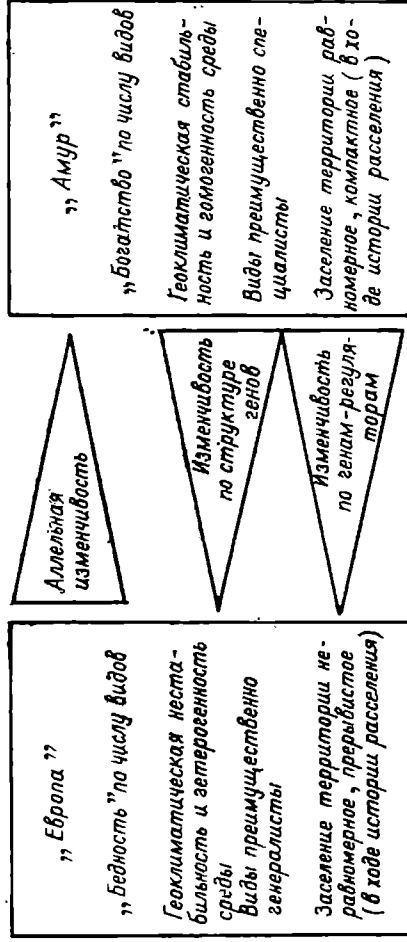 „Европа”
„Бедность” по числу видов
Геоклиматическая неста-
бильность и гетерогенность
среды
Виды преимущественно
генералисты
Заселение территории не-
равномерное, прерывистое
(в ходе истории расселения)
Аллельная
изменчивость
Изменчивость
по структуре
генов
Изменчивость
по генам-регуля-
торам
„Амур”
„Богатство” по числу видов
Геоклиматическая стабиль-
ность и гомогенность среды
Виды преимущественно спе-
циалисты
Заселение территории рав-
номерное, компактное (в хо-
де истории расселения)